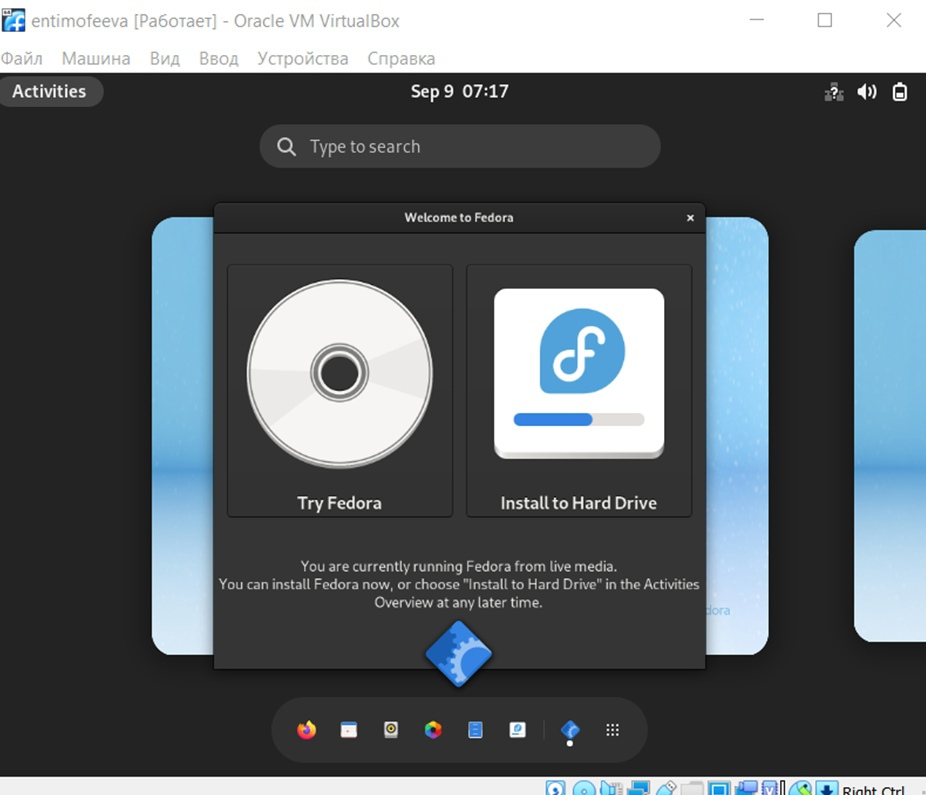 entimofeeva [Работает] - Oracle VM VirtualBox
Файл Машина Вид Ввод Устройства Справка
Activities
Sep 9 07:17
Type to search
Welcome to Fedora
Try Fedora
Install to Hard Drive
You are currently running Fedora from live media.
You can install Fedora now, or choose "Install to Hard Drive" in the Activities
Overview at any later time.
dora
Right Ctrl